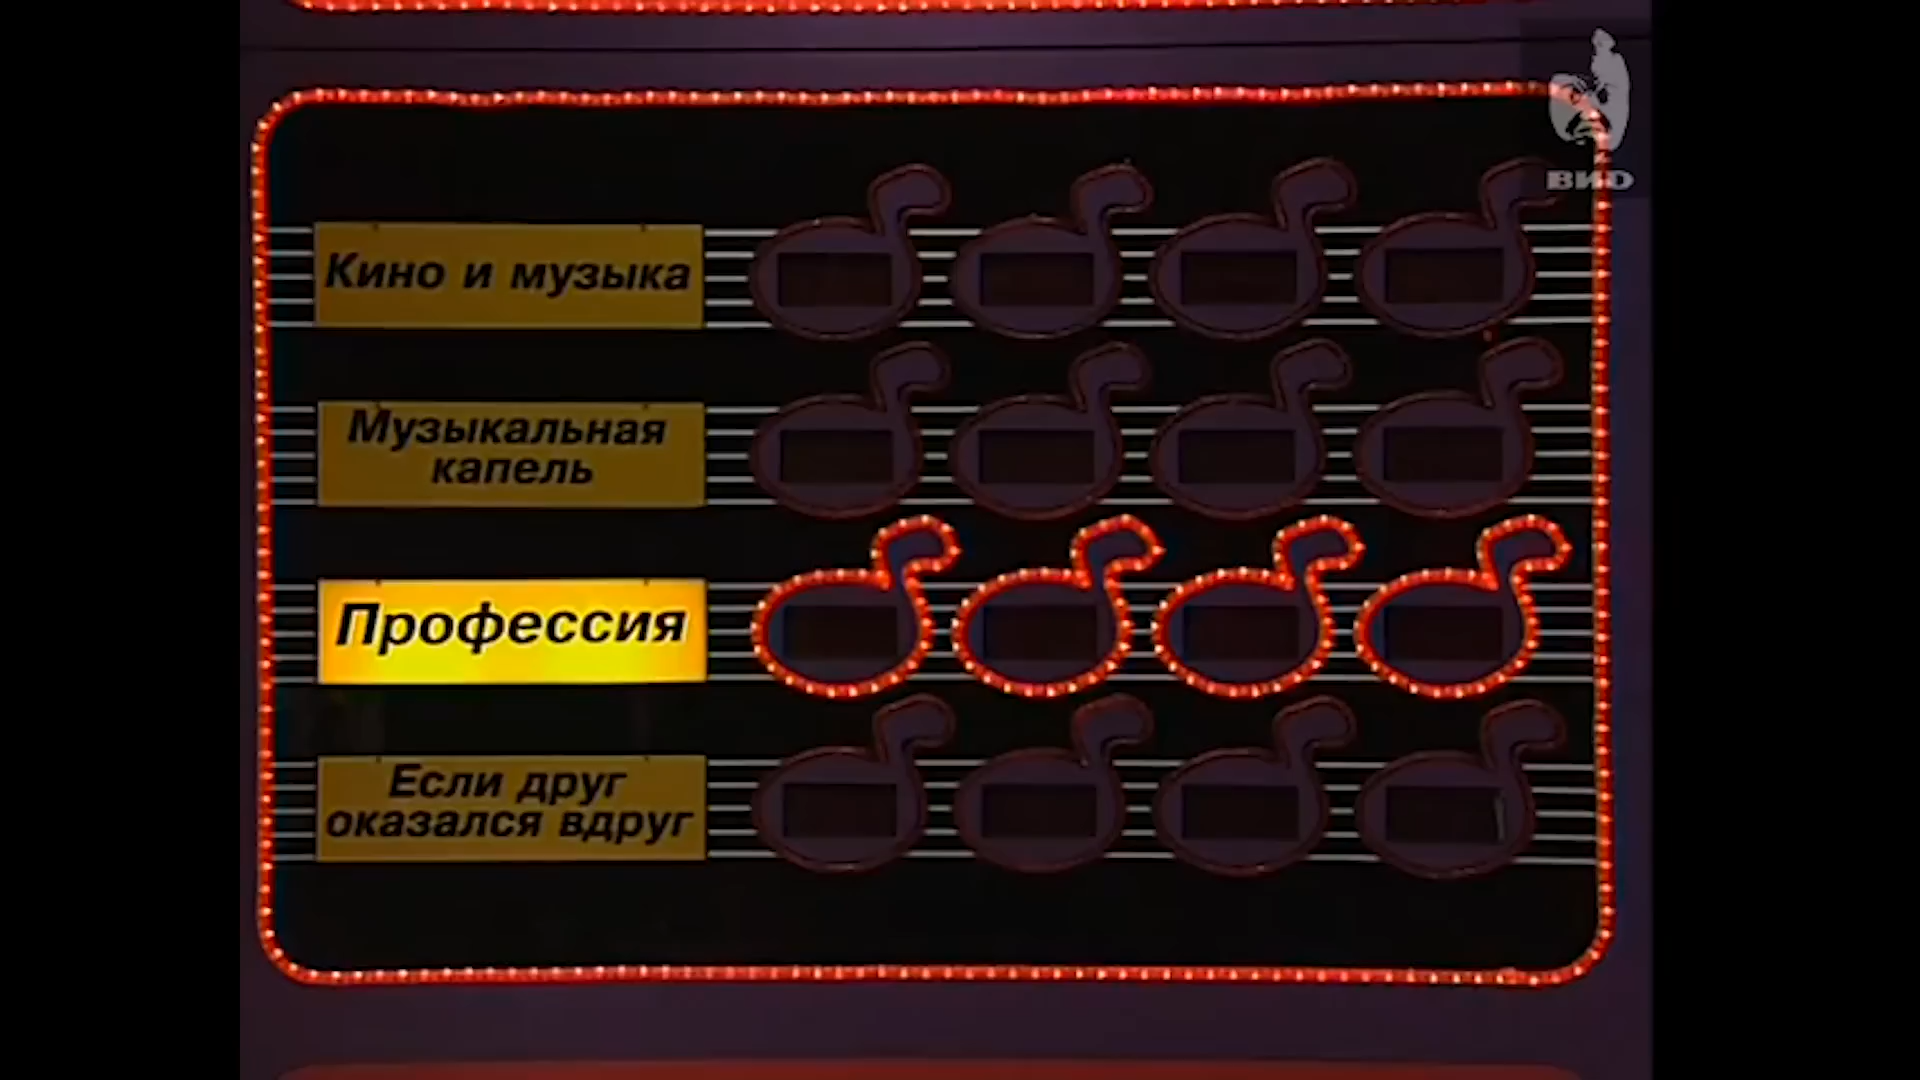 ВИD
Кино и музыка
Музыкальная
капель
Профессия
Если друг
оказался вдруг